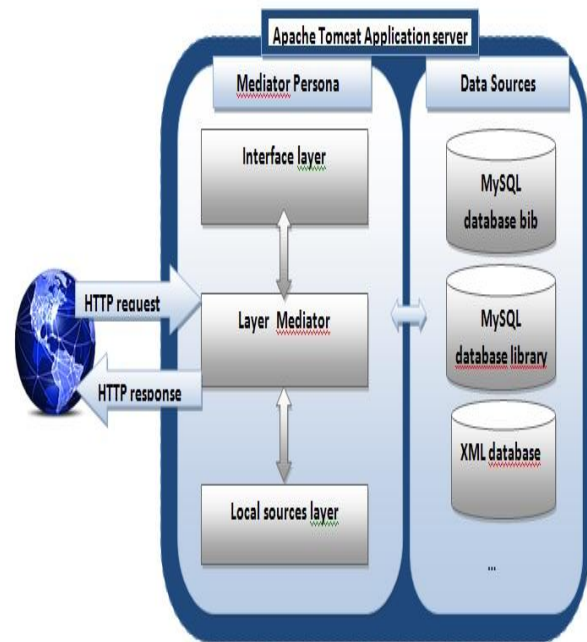 Apache Tomcat Application server
Mediator Persona
Data Sources
Interface layer
MySQL
database bib
HTTP request
Layer Mediator
MySQL
database library
HTTP response
XML database
Local sources layer
...